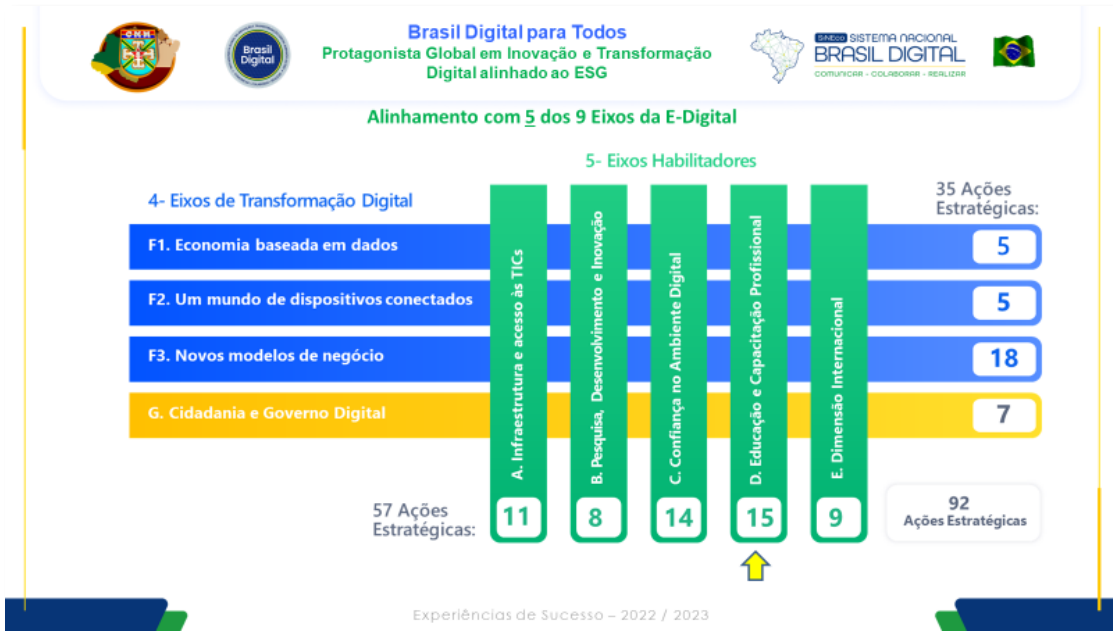 CMM
Brasil
Digital
Brasil Digital para Todos
Protagonista Global em Inovação e Transformação
Digital alinhado ao ESG
SISTEMA NACIONAL
BRASIL DIGITAL
COMUNICAR - COLABORAR - REALIZAR
Alinhamento com 5 dos 9 Eixos da E-Digital
5- Eixos Habilitadores
4- Eixos de Transformação Digital
35 Ações
Estratégicas:
F1. Economia baseada em dados
5
F2. Um mundo de dispositivos conectados
5
F3. Novos modelos de negócio
18
G. Cidadania e Governo Digital
7
A. Infraestrutura e acesso às TICs
B. Pesquisa, Desenvolvimento e Inovação
C. Confiança no Ambiente Digital
D. Educação e Capacitação Profissional
E. Dimensão Internacional
57 Ações
Estratégicas:
11
8
14
15
9
92
Ações Estratégicas
Experiências de Sucesso – 2022 / 2023